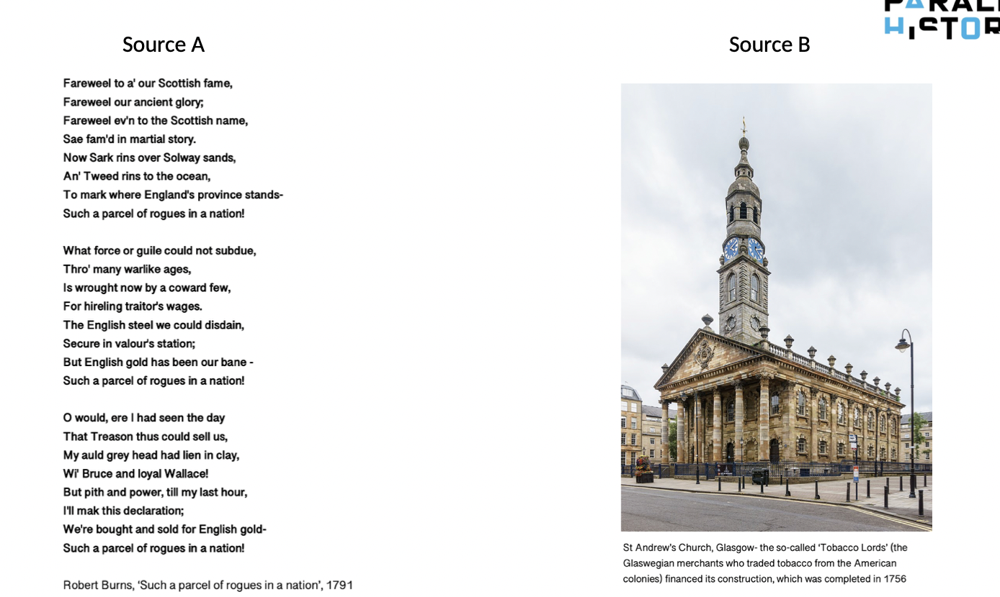 Source A
Fareweel to a' our Scottish fame,
Fareweel our ancient glory;
Fareweel ev'n to the Scottish name,
Sae fam'd in martial story.
Now Sark rins over Solway sands,
An' Tweed rins to the ocean,
To mark where England's province stands-
Such a parcel of rogues in a nation!
What force or guile could not subdue,
Thro' many warlike ages,
Is wrought now by a coward few,
For hireling traitor's wages.
The English steel we could disdain,
Secure in valour's station;
But English gold has been our bane -
Such a parcel of rogues in a nation!
O would, ere I had seen the day
That Treason thus could sell us,
My auld grey head had lien in clay,
Wi' Bruce and loyal Wallace!
But pith and power, till my last hour,
I'll mak this declaration;
We're bought and sold for English gold-
Such a parcel of rogues in a nation!
Robert Burns, 'Such a parcel of rogues in a nation', 1791
Source B
St Andrew's Church, Glasgow- the so-called 'Tobacco Lords' (the
Glaswegian merchants who traded tobacco from the American
colonies) financed its construction, which was completed in 1756